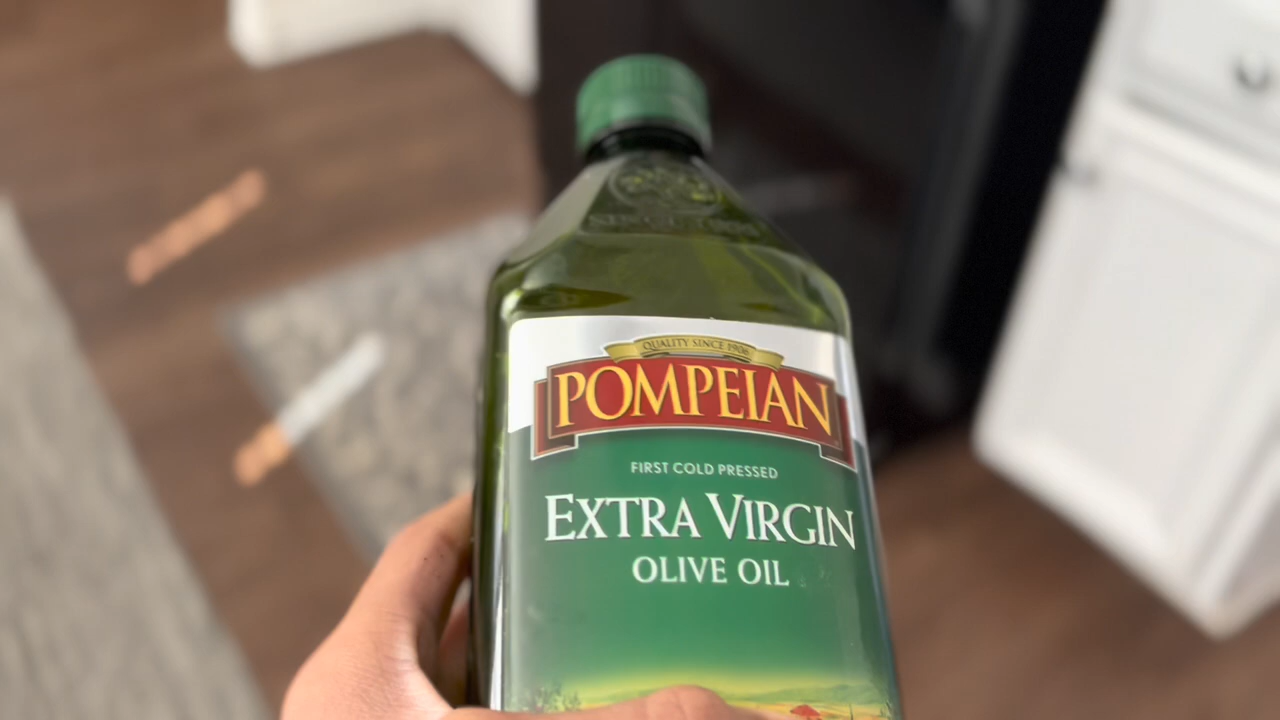 QUALITY SINCE 1906
POMPEIAN
FIRST COLD PRESSED
EXTRA VIRGIN
OLIVE OIL